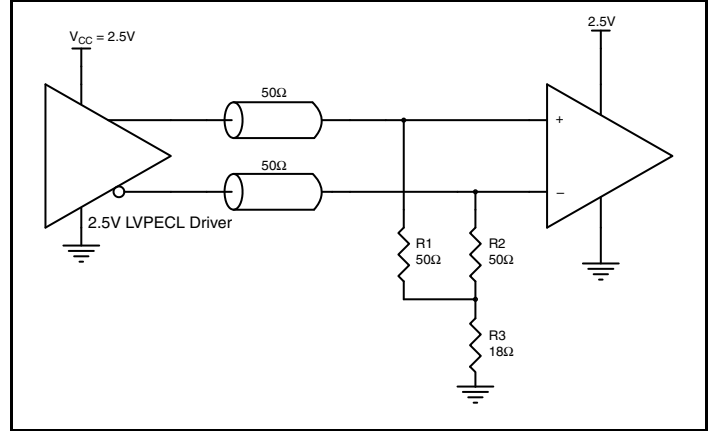 V_CC = 2.5V
2.5V
50Ω
50Ω
+
–
2.5V LVPECL Driver
R1
50Ω
R2
50Ω
R3
18Ω